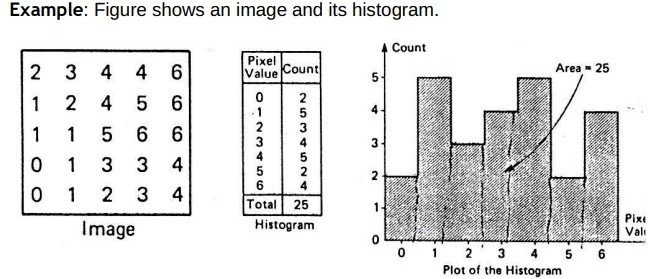 Example: Figure shows an image and its histogram.
2 3 4 4 6
1 2 4 5 6
1 1 5 6 6
0 1 3 3 4
0 1 2 3 4
Image
Pixel Value Count
0 2
1 5
2 3
3 4
4 5
5 2
6 4
Total 25
Histogram
Count
Area = 25
5
4
3
2
1
0
0 1 2 3 4 5 6
Plot of the Histogram